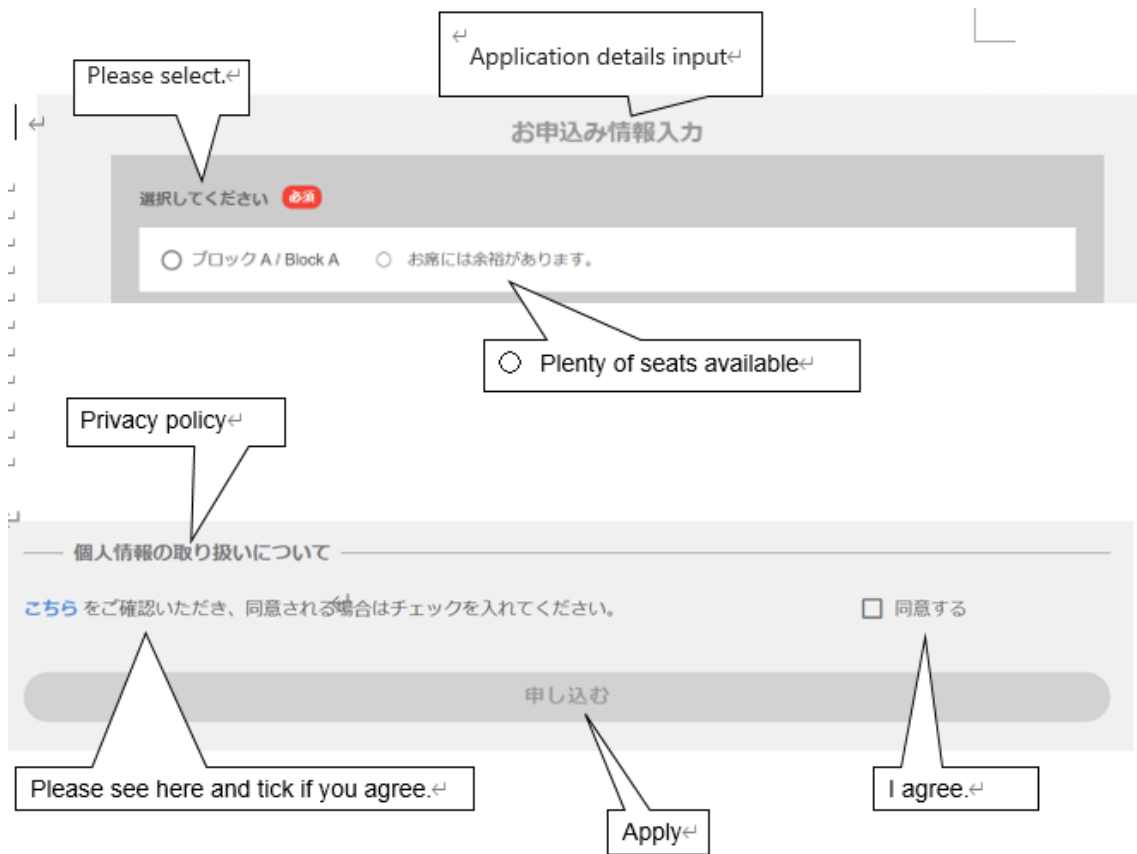 Application details input
Please select.
お申込み情報入力
選択してください 必須
ブロック A / Block A ○ お席には余裕があります。
○ Plenty of seats available
Privacy policy
個人情報の取り扱いについて
こちら をご確認いただき、同意される場合はチェックを入れてください。 同意する
申し込む
Please see here and tick if you agree.
I agree.
Apply